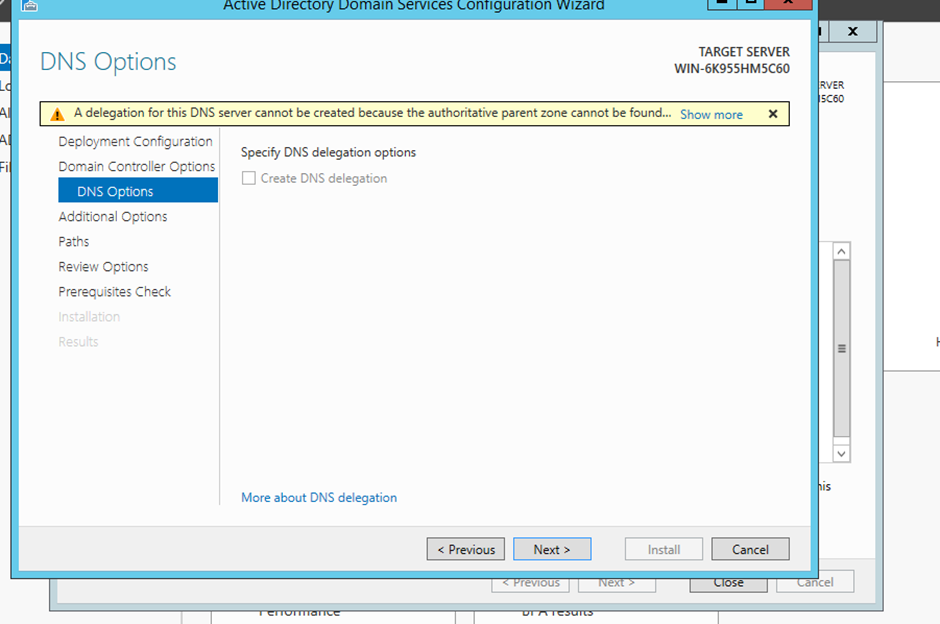 Active Directory Domain Services Configuration Wizard
DNS Options
TARGET SERVER
WIN-6K955HM5C60
A delegation for this DNS server cannot be created because the authoritative parent zone cannot be found... Show more
Deployment Configuration
Domain Controller Options
DNS Options
Additional Options
Paths
Review Options
Prerequisites Check
Installation
Results
Specify DNS delegation options
Create DNS delegation
More about DNS delegation
< Previous
Next >
Install
Cancel
< Previous
Next >
Close
Cancel
Performance
BPA results